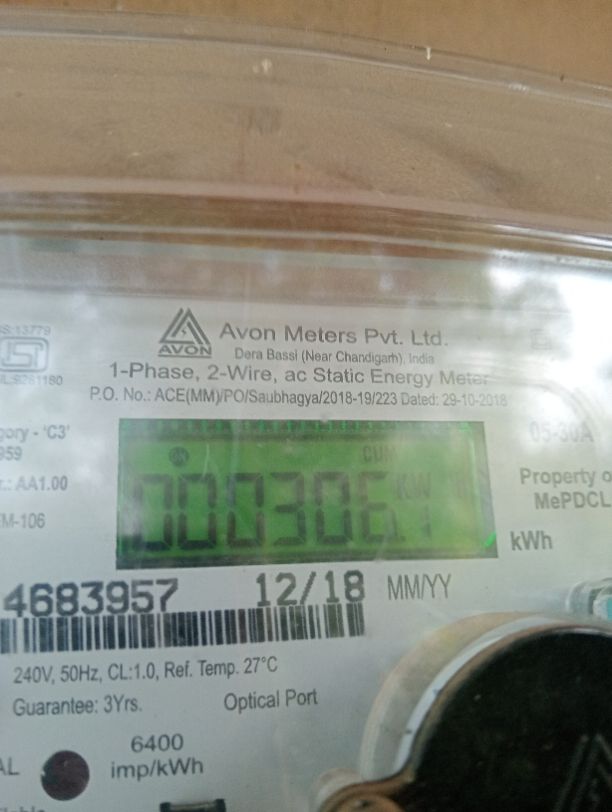 AVON
Avon Meters Pvt. Ltd.
Dera Bassi (Near Chandigarh), India
1-Phase, 2-Wire, ac Static Energy Meter
P.O. No.: ACE(MM)/PO/Saubhagya/2018-19/223 Dated: 29-10-2018
S:13779
ISI
L:9261180
ory - 'C3'
959
r.: AA1.00
M-106
CUM
KW
05-30A
Property o
MePDCL
kWh
4683957
12/18 MM/YY
240V, 50Hz, CL:1.0, Ref. Temp. 27°C
Guarantee: 3Yrs.
Optical Port
AL
6400
imp/kWh